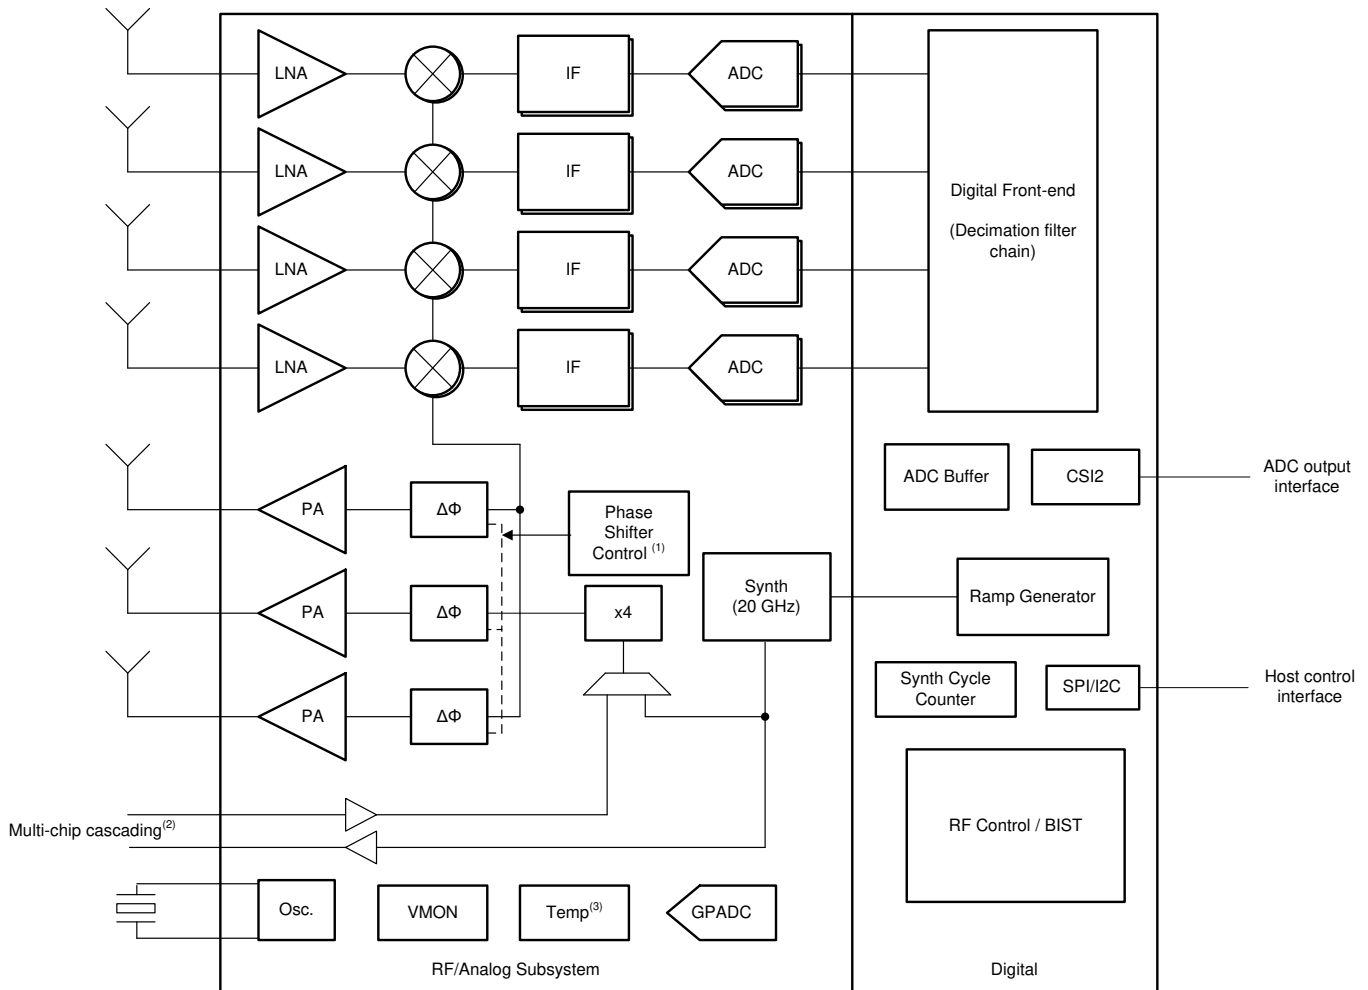 LNA
IF
ADC
LNA
IF
ADC
LNA
IF
ADC
LNA
IF
ADC
Digital Front-end
(Decimation filter
chain)
PA
ΔΦ
Phase
Shifter
Control (1)
ADC Buffer
CSI2
ADC output
interface
PA
ΔΦ
x4
Synth
(20 GHz)
Ramp Generator
PA
ΔΦ
Synth Cycle
Counter
SPI/I2C
Host control
interface
Multi-chip cascading(2)
RF Control / BIST
Osc.
VMON
Temp(3)
GPADC
RF/Analog Subsystem
Digital